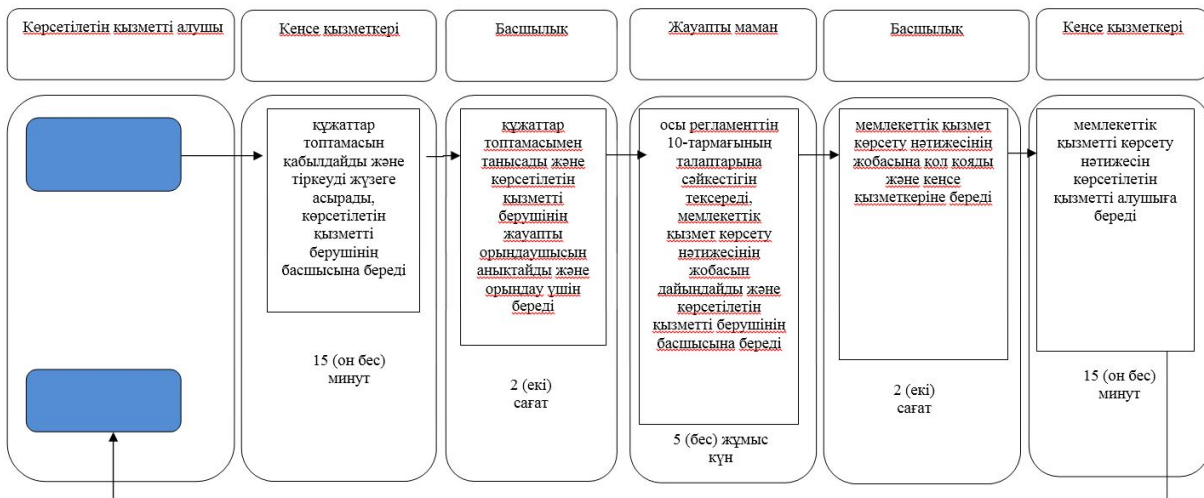 Көрсетілетін қызметті алушы
Кеңсе қызметкері
Басшылық
Жауапты маман
Басшылық
Кеңсе қызметкері
құжаттар
топтамасын
қабылдайды және
тіркеуді жүзеге
асырады,
көрсетілетін
қызметті
берушінің
басшысына береді
15 (он бес)
минут
құжаттар
топтамасымен
танысады және
көрсетілетін
қызметті
берушінің
жауапты
орындаушысын
анықтайды және
орындау үшін
береді
2 (екі)
сағат
осы регламенттің
10-тармағының
талаптарына
сәйкестігін
тексереді,
мемлекеттік
қызмет көрсету
нәтижесінің
жобасын
дайындайды және
көрсетілетін
қызметті берушінің
басшысына береді
5 (бес) жұмыс
күн
мемлекеттік қызмет
көрсету нәтижесінің
жобасына қол қояды
және кеңсе
қызметкеріне береді
2 (екі)
сағат
мемлекеттік
қызметті көрсету
нәтижесін
көрсетілетін
қызметті алушыға
береді
15 (он бес)
минут